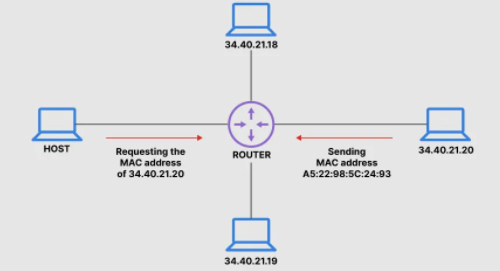 34.40.21.18
HOST
Requesting the
MAC address
of 34.40.21.20
ROUTER
Sending
MAC address
A5:22:98:5C:24:93
34.40.21.20
34.40.21.19